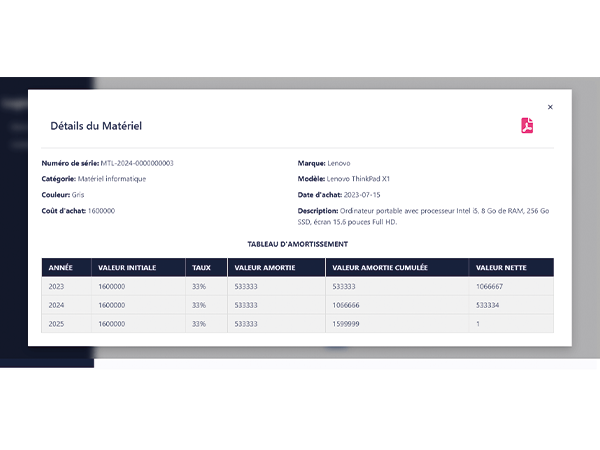 ×
Détails du Matériel
Numéro de série: MTL-2024-0000000003
Marque: Lenovo
Catégorie: Matériel informatique
Modèle: Lenovo ThinkPad X1
Couleur: Gris
Date d'achat: 2023-07-15
Coût d'achat: 1600000
Description: Ordinateur portable avec processeur Intel i5, 8 Go de RAM, 256 Go
SSD, écran 15.6 pouces Full HD.
TABLEAU D'AMORTISSEMENT
ANNÉE VALEUR INITIALE TAUX VALEUR AMORTIE VALEUR AMORTIE CUMULÉE VALEUR NETTE
2023 1600000 33% 533333 533333 1066667
2024 1600000 33% 533333 1066666 533334
2025 1600000 33% 533333 1599999 1